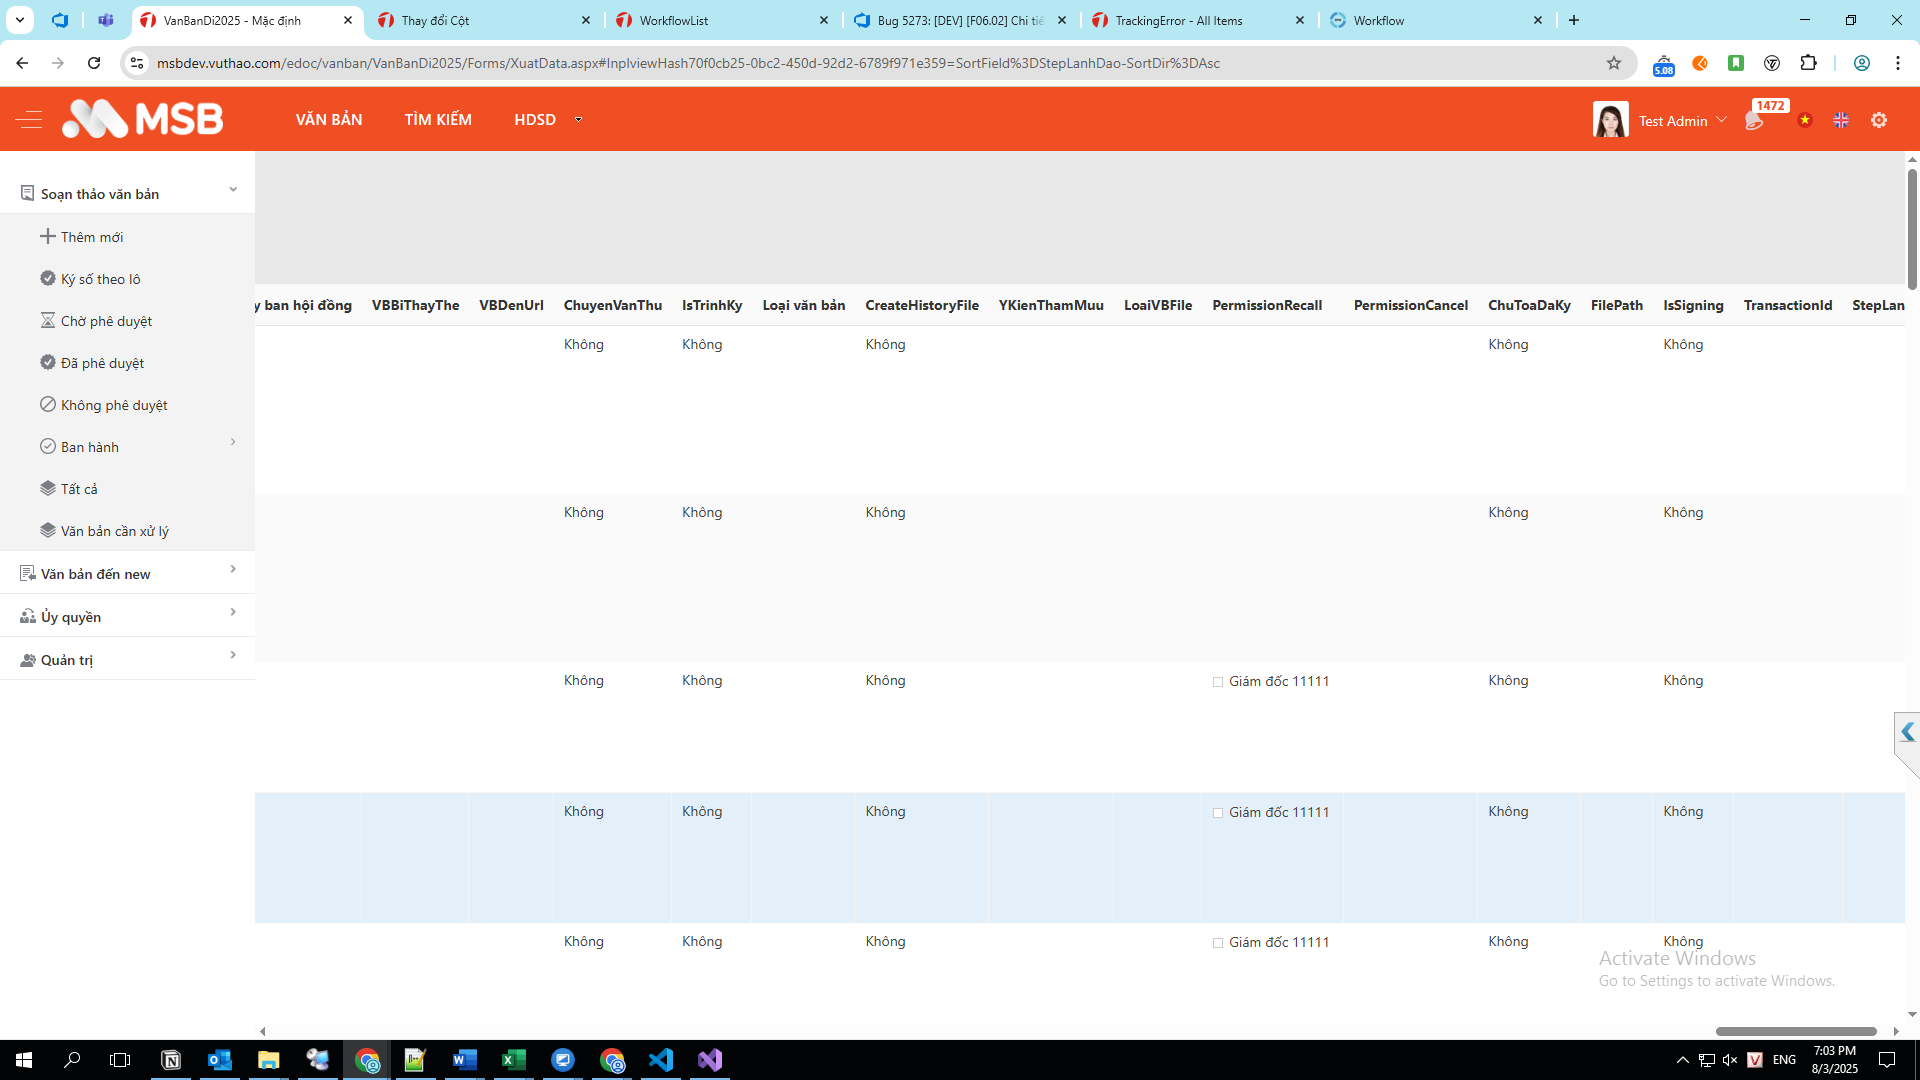 VanBanDi2025 - Mặc định
Thay đổi Cột
WorkflowList
Bug 5273: [DEV] [F06.02] Chi tiế
TrackingError - All Items
Workflow
msbdev.vuthao.com/edoc/vanban/VanBanDi2025/Forms/XuatData.aspx#InplviewHash70f0cb25-0bc2-450d-92d2-6789f971e359=SortField%3DStepLanhDao-SortDir%3DAsc
5.08
MSB
VĂN BẢN
TÌM KIẾM
HDSD
Test Admin
1472
Soạn thảo văn bản
Thêm mới
Ký số theo lô
Chờ phê duyệt
Đã phê duyệt
Không phê duyệt
Ban hành
Tất cả
Văn bản cần xử lý
Văn bản đến new
Ủy quyền
Quản trị
y ban hội đồng VBBiThayThe VBDenUrl ChuyenVanThu IsTrinhKy Loại văn bản CreateHistoryFile YKienThamMuu LoaiVBFile PermissionRecall PermissionCancel ChuToaDaKy FilePath IsSigning TransactionId StepLan
Không Không Không Không Không
Không Không Không Không Không
Không Không Không Giám đốc 11111 Không Không
Không Không Không Giám đốc 11111 Không Không
Không Không Không Giám đốc 11111 Không Không
Activate Windows
Go to Settings to activate Windows.
ENG
7:03 PM
8/3/2025